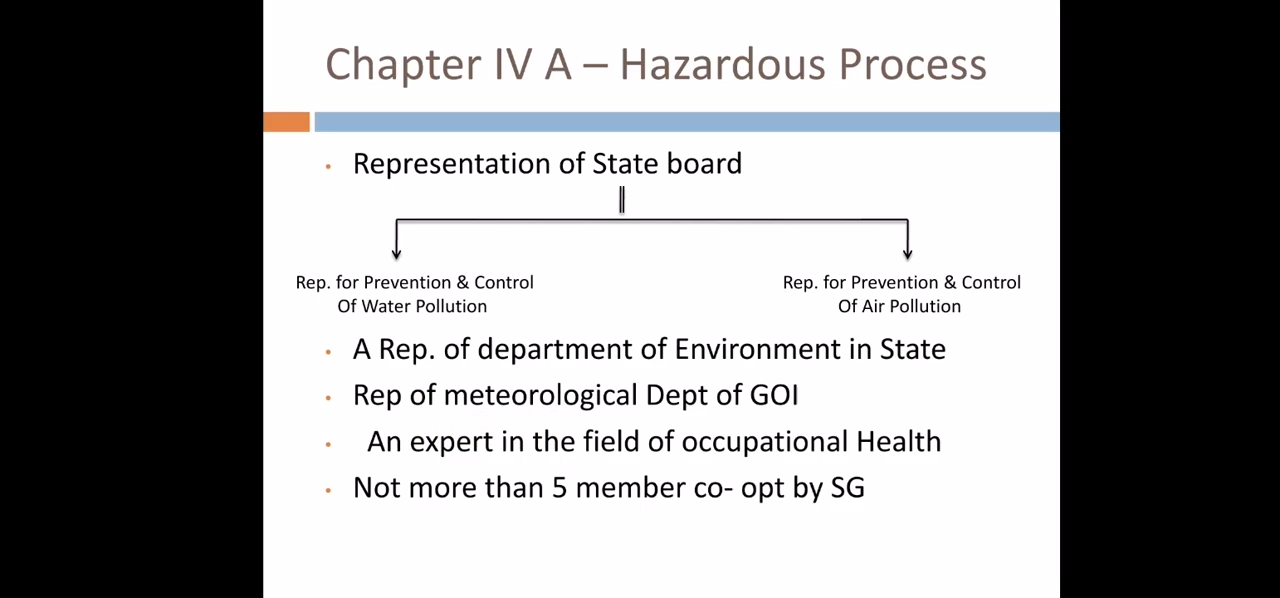 Chapter IV A – Hazardous Process
• Representation of State board
Rep. for Prevention & Control
Of Water Pollution
Rep. for Prevention & Control
Of Air Pollution
• A Rep. of department of Environment in State
• Rep of meteorological Dept of GOI
• An expert in the field of occupational Health
• Not more than 5 member co- opt by SG